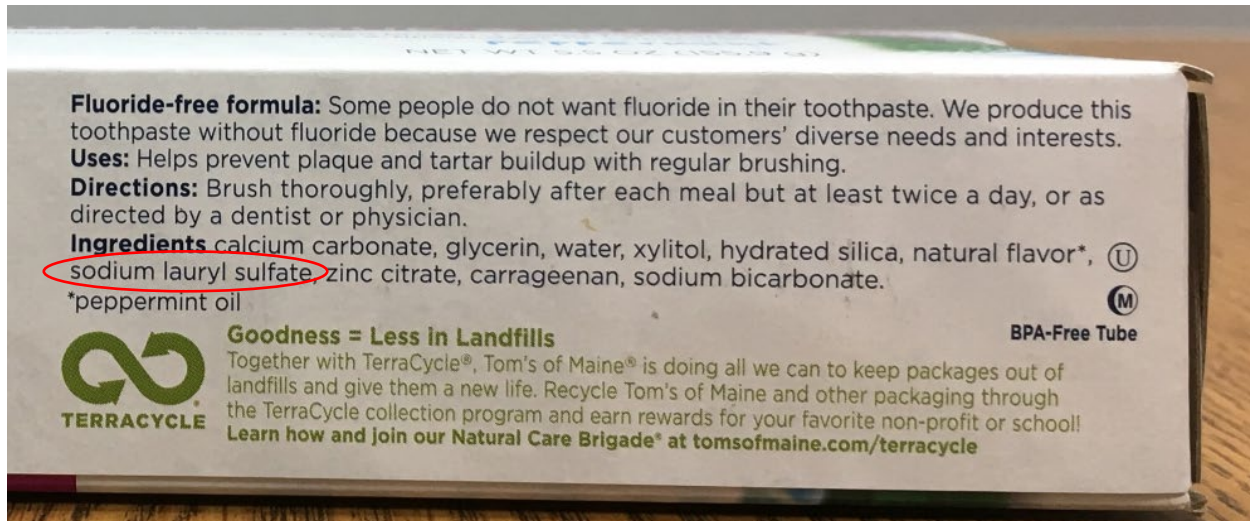 NET WT 5.5 OZ (155.9 g)
Fluoride-free formula: Some people do not want fluoride in their toothpaste. We produce this
toothpaste without fluoride because we respect our customers' diverse needs and interests.
Uses: Helps prevent plaque and tartar buildup with regular brushing.
Directions: Brush thoroughly, preferably after each meal but at least twice a day, or as
directed by a dentist or physician.
Ingredients calcium carbonate, glycerin, water, xylitol, hydrated silica, natural flavor*,
sodium lauryl sulfate, zinc citrate, carrageenan, sodium bicarbonate.
*peppermint oil
U
M
BPA-Free Tube
TERRACYCLE
Goodness = Less in Landfills
Together with TerraCycle®, Tom's of Maine® is doing all we can to keep packages out of
landfills and give them a new life. Recycle Tom's of Maine and other packaging through
the TerraCycle collection program and earn rewards for your favorite non-profit or school!
Learn how and join our Natural Care Brigade® at tomsofmaine.com/terracycle